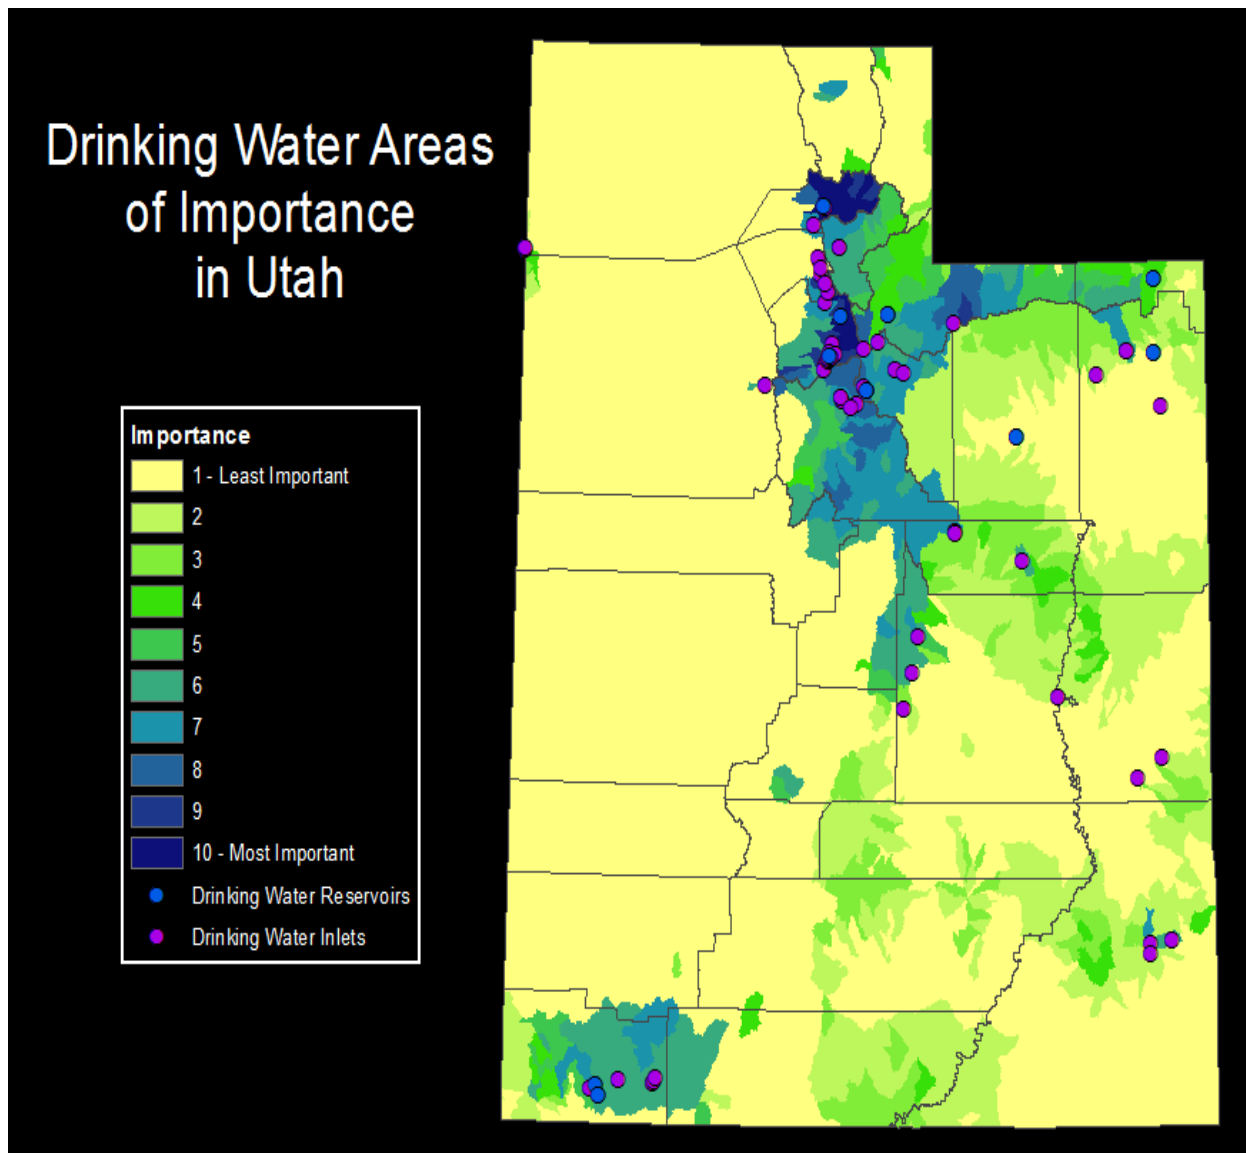 Drinking Water Areas
of Importance
in Utah
Importance
1 - Least Important
2
3
4
5
6
7
8
9
10 - Most Important
Drinking Water Reservoirs
Drinking Water Inlets